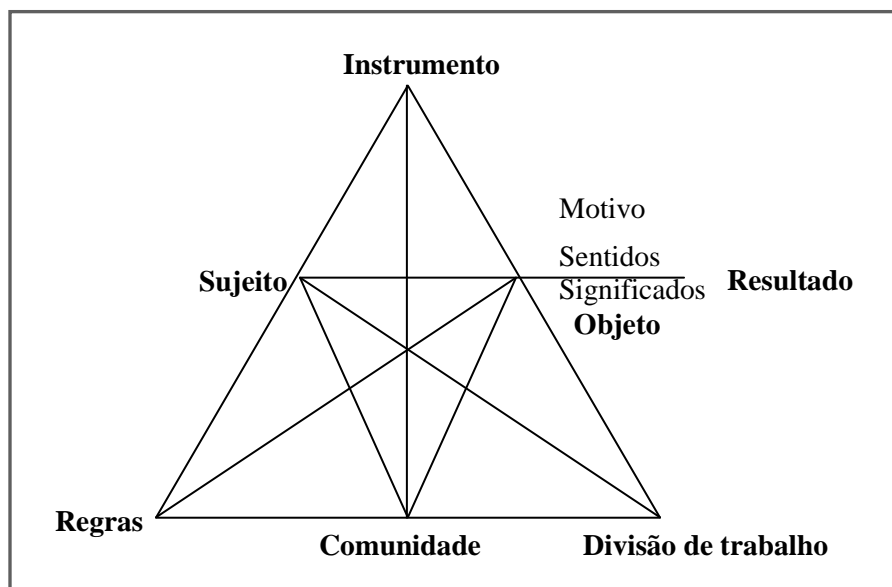 Instrumento
Motivo
Sentidos
Sujeito
Significados
Resultado
Objeto
Regras
Comunidade
Divisão de trabalho